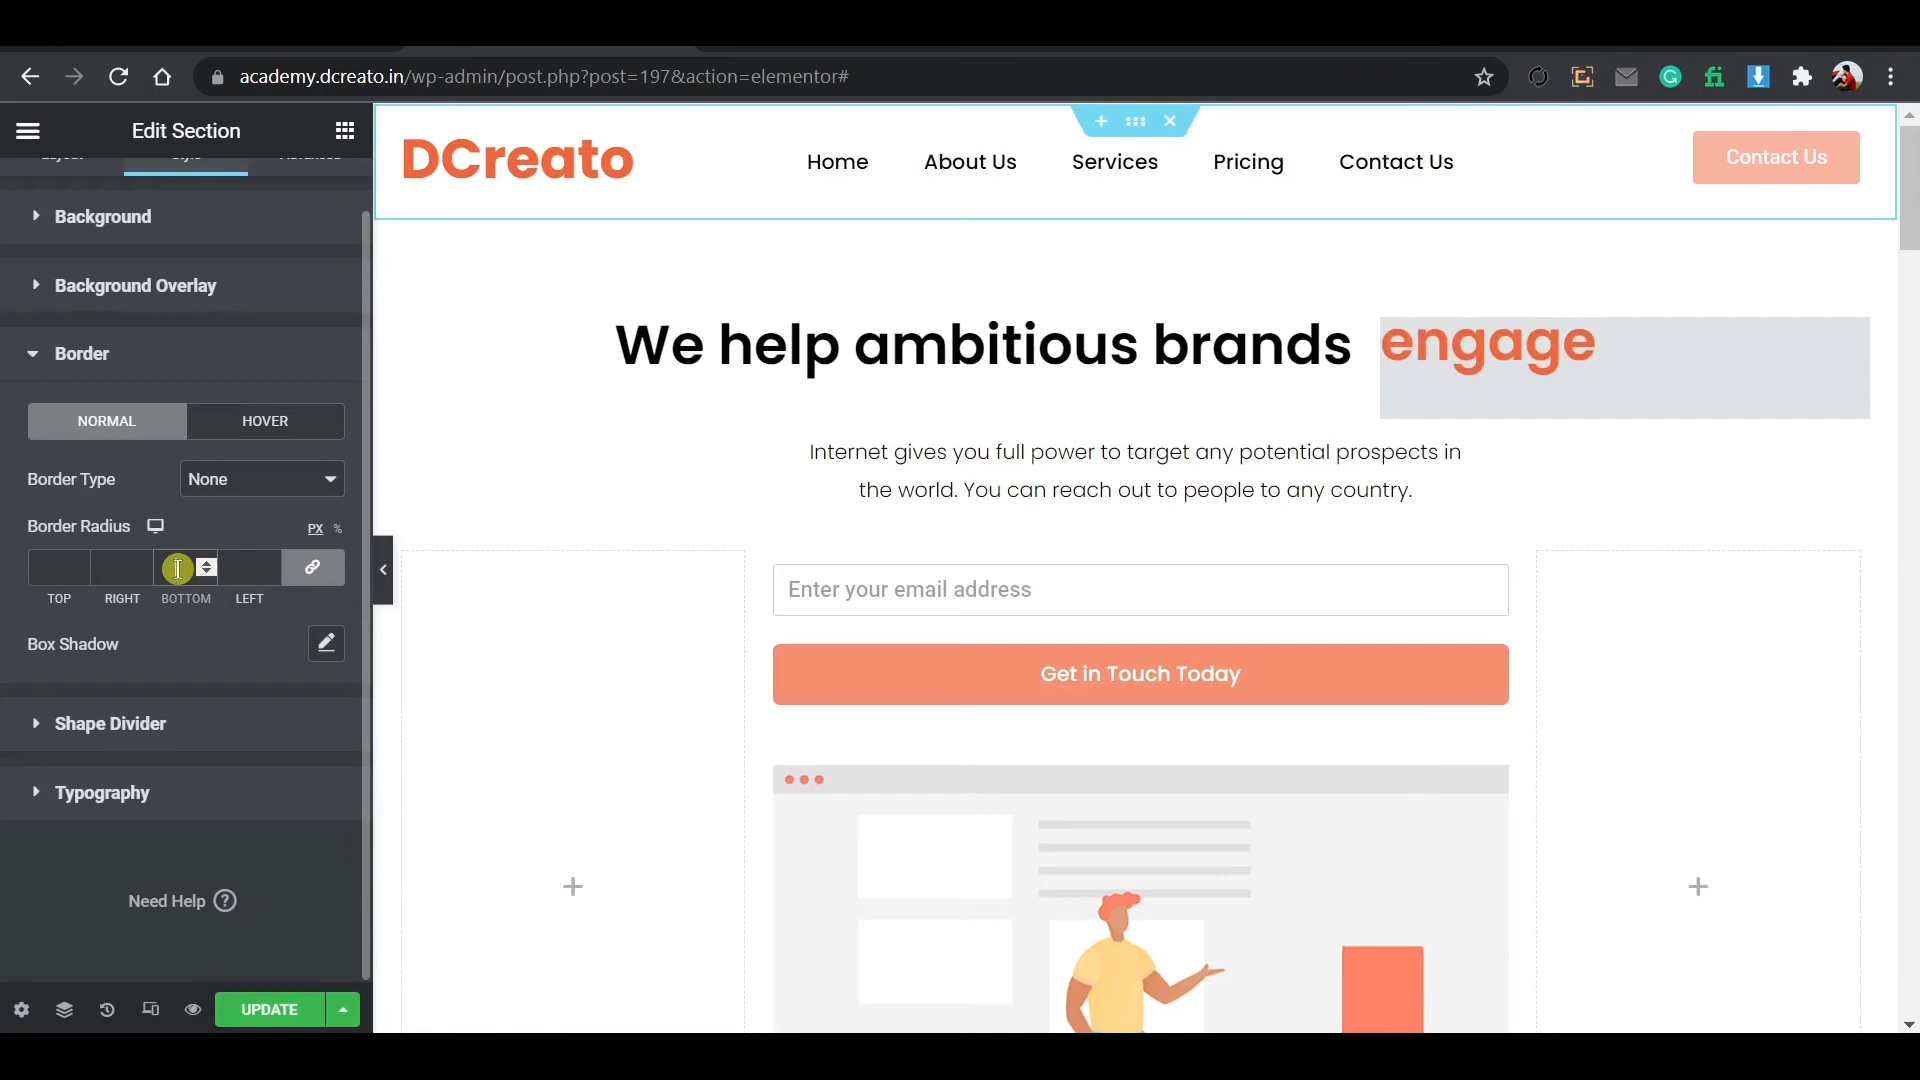 academy.dcreato.in/wp-admin/post.php?post=197&action=elementor#
Edit Section
Layout Style Advanced
Background
Background Overlay
Border
NORMAL HOVER
Border Type None
Border Radius PX %
TOP RIGHT BOTTOM LEFT
Box Shadow
Shape Divider
Typography
Need Help ?
UPDATE
DCreato
Home About Us Services Pricing Contact Us
Contact Us
We help ambitious brands engage
Internet gives you full power to target any potential prospects in
the world. You can reach out to people to any country.
Enter your email address
Get in Touch Today